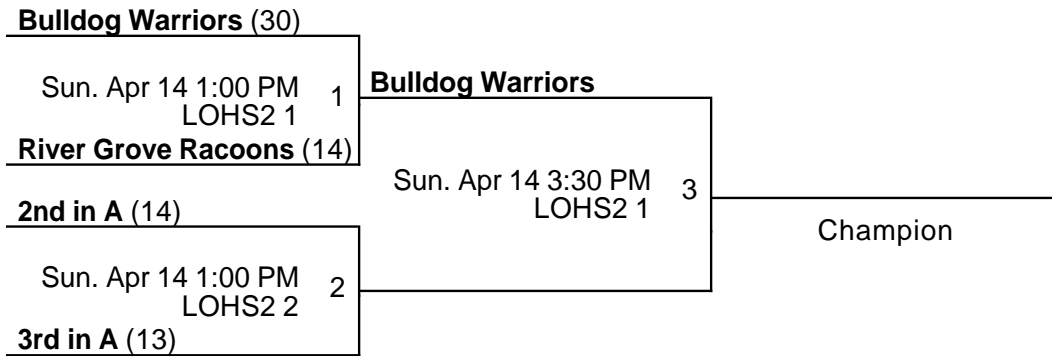 Bulldog Warriors (30)
Sun. Apr 14 1:00 PM
LOHS2 1
1
River Grove Racoons (14)
2nd in A (14)
Sun. Apr 14 1:00 PM
LOHS2 2
2
3rd in A (13)
Bulldog Warriors
Sun. Apr 14 3:30 PM
LOHS2 1
3
Champion